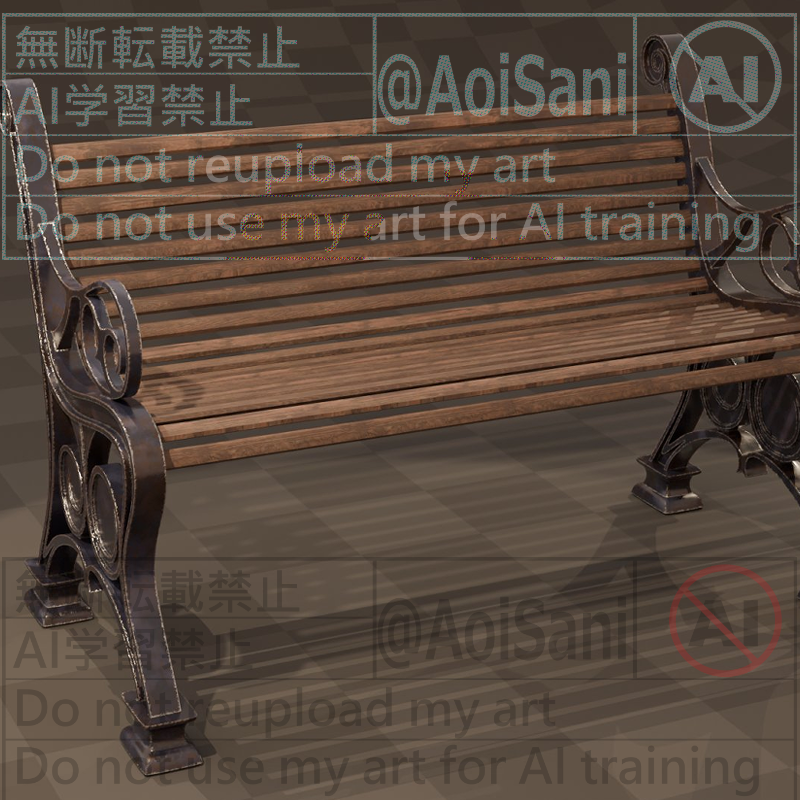 無断転載禁止
AI学習禁止
@AoiSani
AI
Do not reupload my art
Do not use my art for AI training
無断転載禁止
AI学習禁止
@AoiSani
AI
Do not reupload my art
Do not use my art for AI training